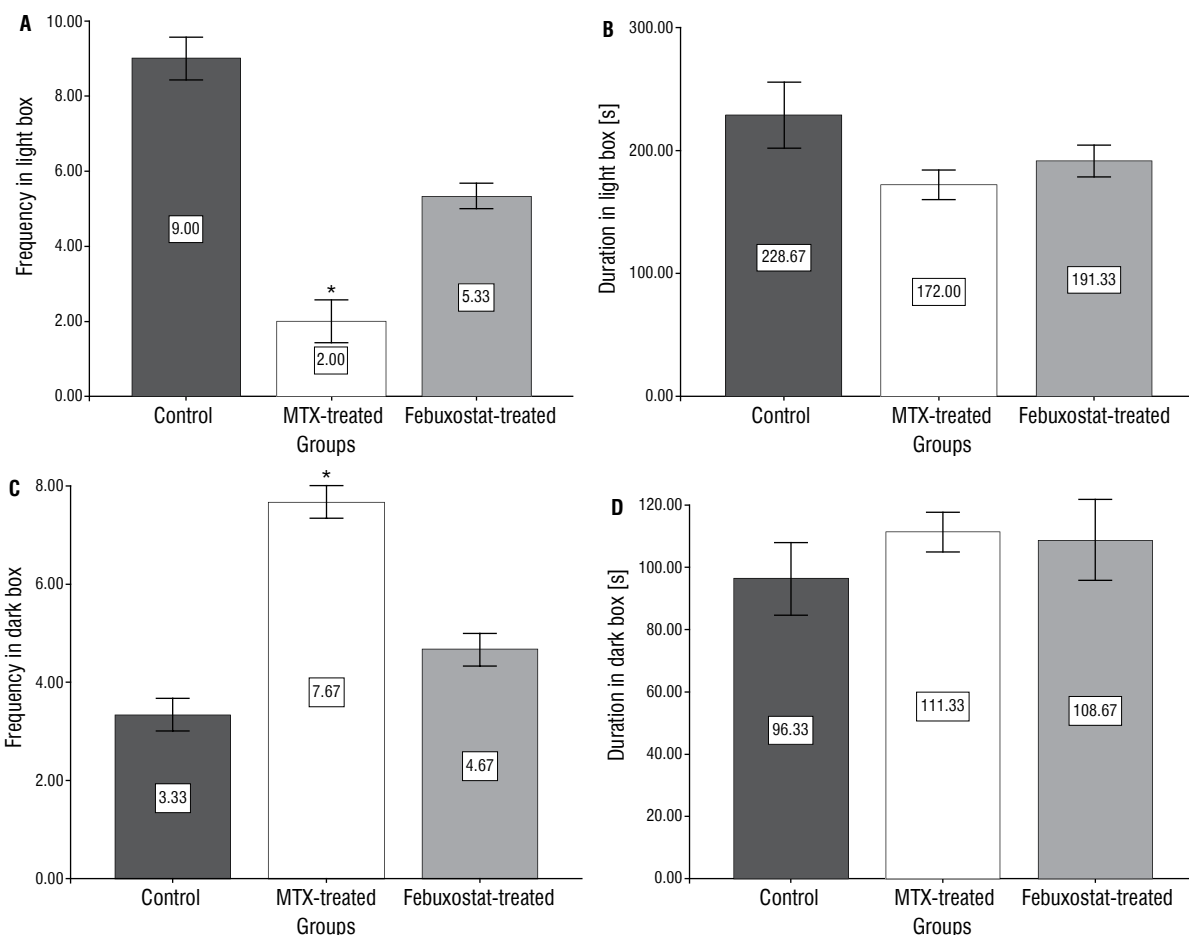 A
Frequency in light box
10.00
8.00
6.00
4.00
2.00
0.00
9.00
*
2.00
5.33
Control MTX-treated Febuxostat-treated
Groups
B
Duration in light box [s]
300.00
200.00
100.00
0.00
228.67
172.00
191.33
Control MTX-treated Febuxostat-treated
Groups
C
Frequency in dark box
8.00
6.00
4.00
2.00
0.00
3.33
*
7.67
4.67
Control MTX-treated Febuxostat-treated
Groups
D
Duration in dark box [s]
120.00
100.00
80.00
60.00
40.00
20.00
0.00
96.33
111.33
108.67
Control MTX-treated Febuxostat-treated
Groups